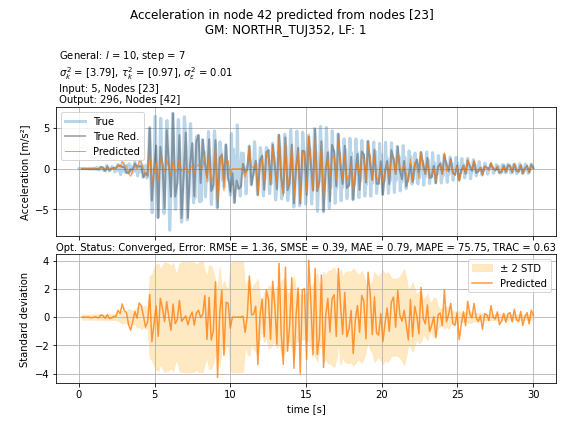 Acceleration in node 42 predicted from nodes [23]
GM: NORTHR_TUJ352, LF: 1
General: l = 10, step = 7
σ²ₖ = [3.79], τ²ₖ = [0.97], σ²ε = 0.01
Input: 5, Nodes [23]
Output: 296, Nodes [42]
True
True Red.
Predicted
5
0
−5
Acceleration [m/s²]
Opt. Status: Converged, Error: RMSE = 1.36, SMSE = 0.39, MAE = 0.79, MAPE = 75.75, TRAC = 0.63
± 2 STD
Predicted
4
2
0
−2
−4
Standard deviation
0 5 10 15 20 25 30
time [s]